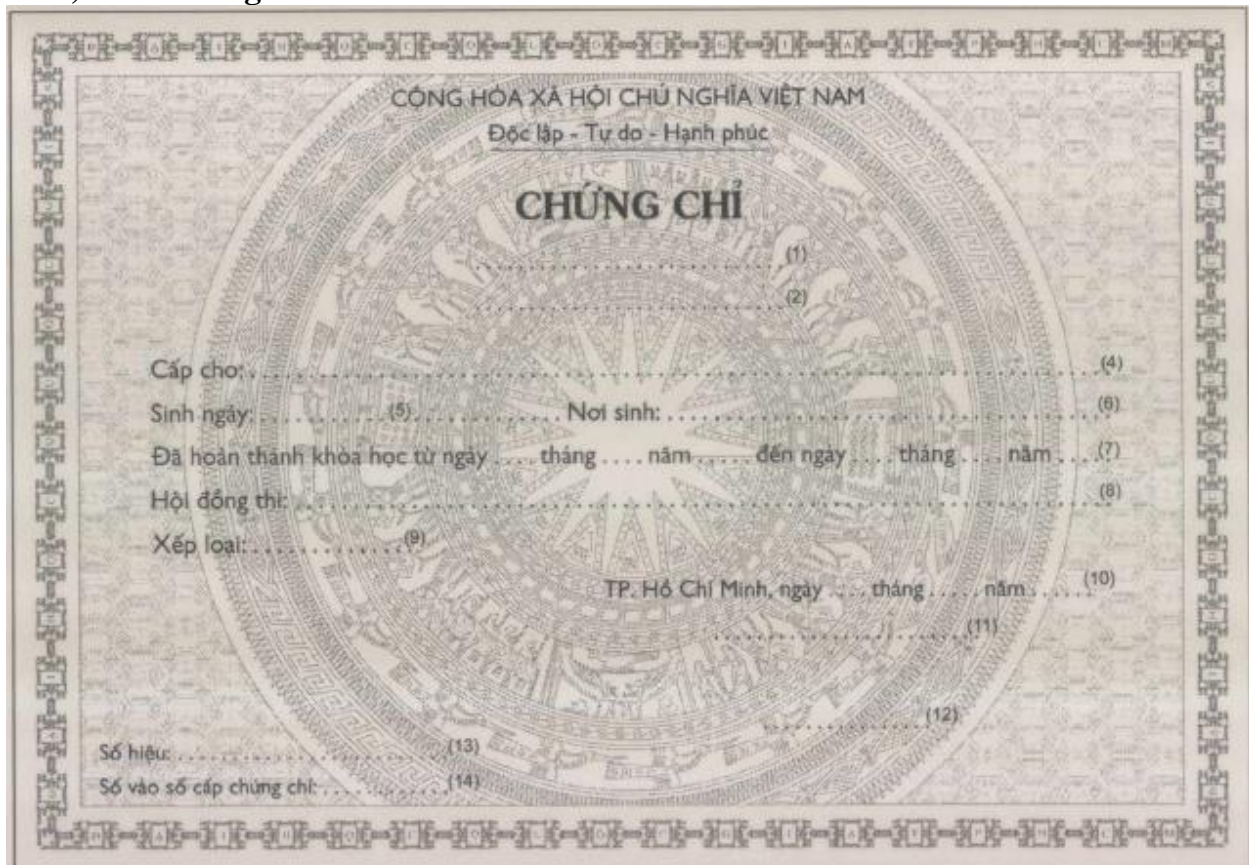 CỘNG HÒA XÃ HỘI CHỦ NGHĨA VIỆT NAM
Độc lập - Tự do - Hạnh phúc
CHỨNG CHỈ
........................................(1)
........................................(2)
Cấp cho:........................................(4)
Sinh ngày:............(5)............Nơi sinh:........................................(6)
Đã hoàn thành khóa học từ ngày ..... tháng ..... năm ..... đến ngày ..... tháng ..... năm .....(7)
Hội đồng thi:........................................(8)
Xếp loại:....................(9)
TP. Hồ Chí Minh, ngày ..... tháng ..... năm .....(10)
..............................(11)
....................(12)
Số hiệu:..............................(13)
Số vào sổ cấp chứng chỉ:....................(14)